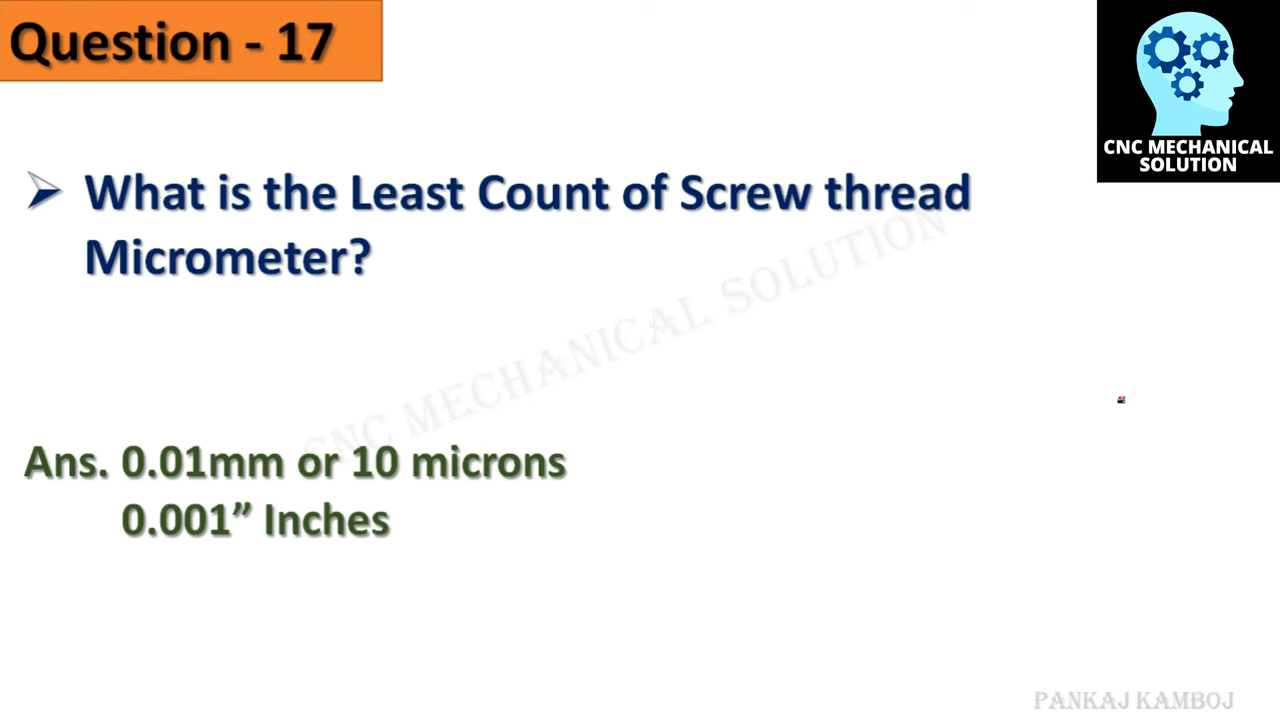 Question - 17
CNC MECHANICAL
SOLUTION
What is the Least Count of Screw thread
Micrometer?
CNC MECHANICAL SOLUTION
Ans. 0.01mm or 10 microns
0.001” Inches
PANKAJ KAMBOJ